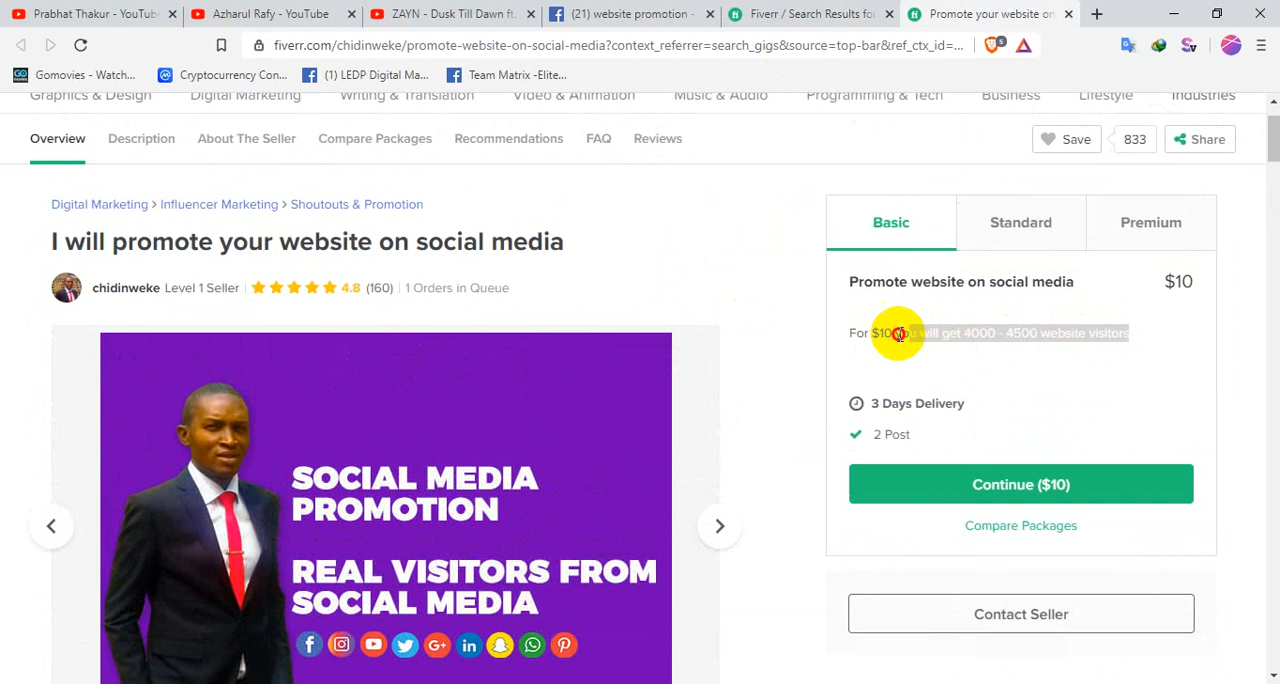 Prabhat Thakur - YouTub
Azharul Rafy - YouTube
ZAYN - Dusk Till Dawn ft.
(21) website promotion -
Fiverr / Search Results for
Promote your website on
fiverr.com/chidinweke/promote-website-on-social-media?context_referrer=search_gigs&source=top-bar&ref_ctx_id=...
5
Gomovies - Watch...
Cryptocurrency Con...
(1) LEDP Digital Ma...
Team Matrix -Elite...
Graphics & Design
Digital Marketing
Writing & Translation
Video & Animation
Music & Audio
Programming & Tech
Business
Lifestyle
Industries
Overview
Description
About The Seller
Compare Packages
Recommendations
FAQ
Reviews
Save
833
Share
Digital Marketing > Influencer Marketing > Shoutouts & Promotion
I will promote your website on social media
chidinweke Level 1 Seller 4.8 (160) 1 Orders in Queue
SOCIAL MEDIA
PROMOTION
REAL VISITORS FROM
SOCIAL MEDIA
Basic
Standard
Premium
Promote website on social media $10
For $10 you will get 4000 - 4500 website visitors
3 Days Delivery
2 Post
Continue ($10)
Compare Packages
Contact Seller